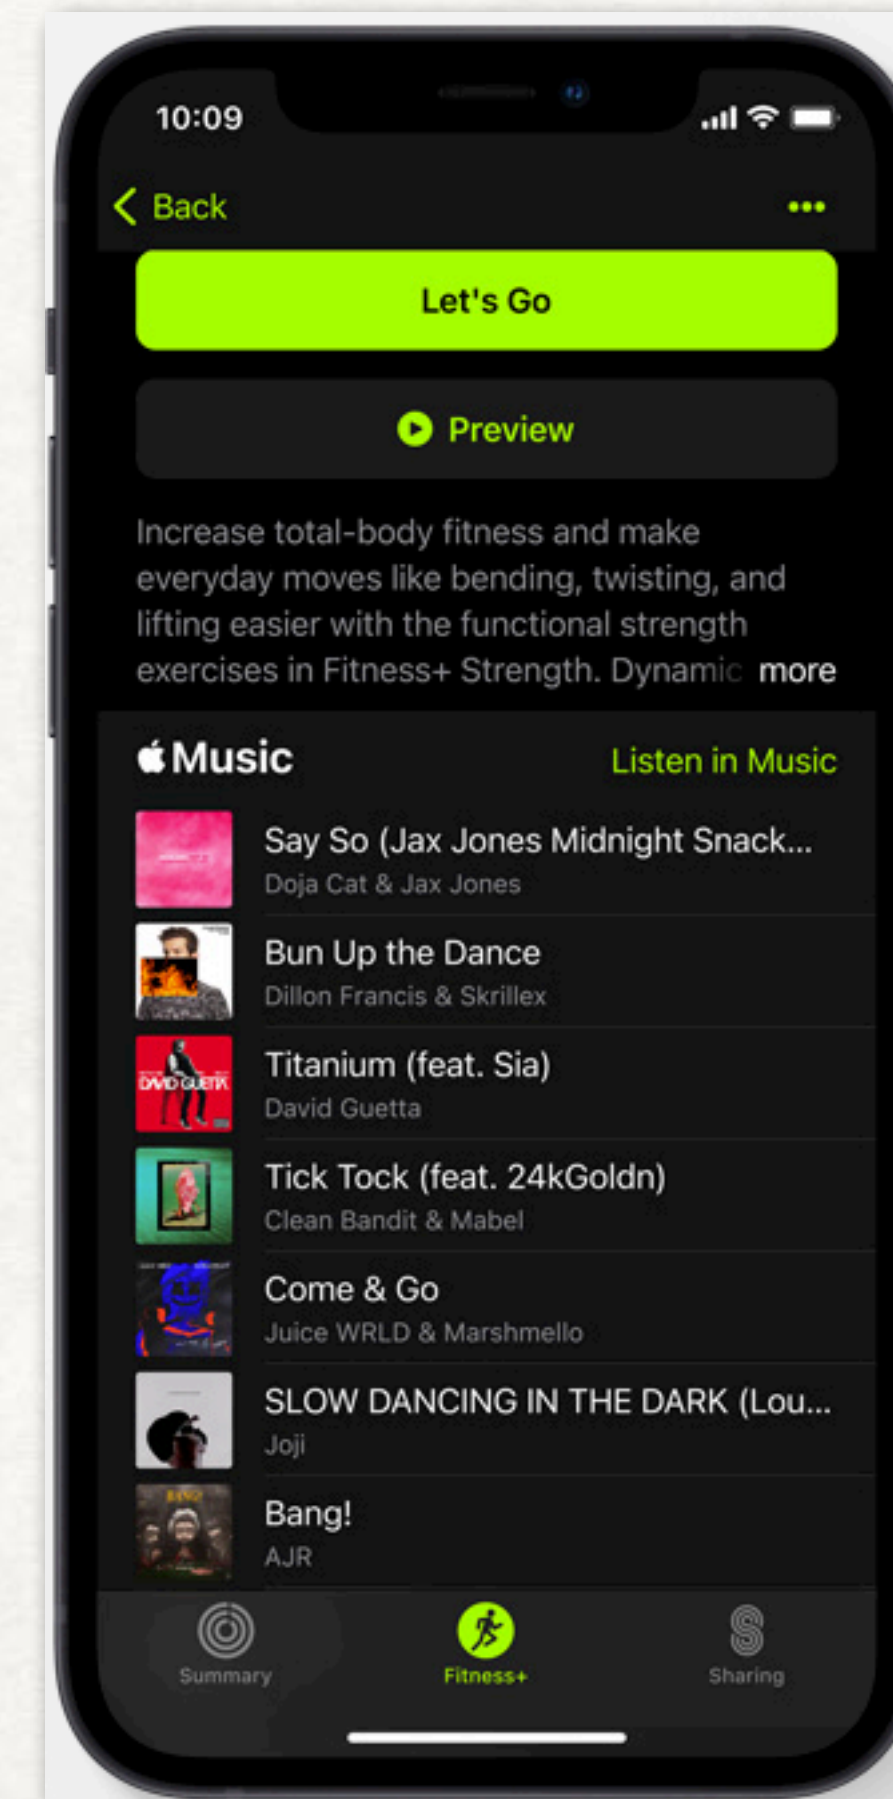 10:09
Back
Let's Go
Preview
Increase total-body fitness and make
everyday moves like bending, twisting, and
lifting easier with the functional strength
exercises in Fitness+ Strength. Dynamic more
Music
Listen in Music
Say So (Jax Jones Midnight Snack...
Doja Cat & Jax Jones
Bun Up the Dance
Dillon Francis & Skrillex
DAVID GUETTA
Titanium (feat. Sia)
David Guetta
Tick Tock (feat. 24kGoldn)
Clean Bandit & Mabel
Come & Go
Juice WRLD & Marshmello
SLOW DANCING IN THE DARK (Lou...
Joji
BANG!
Bang!
AJR
Summary
Fitness+
Sharing